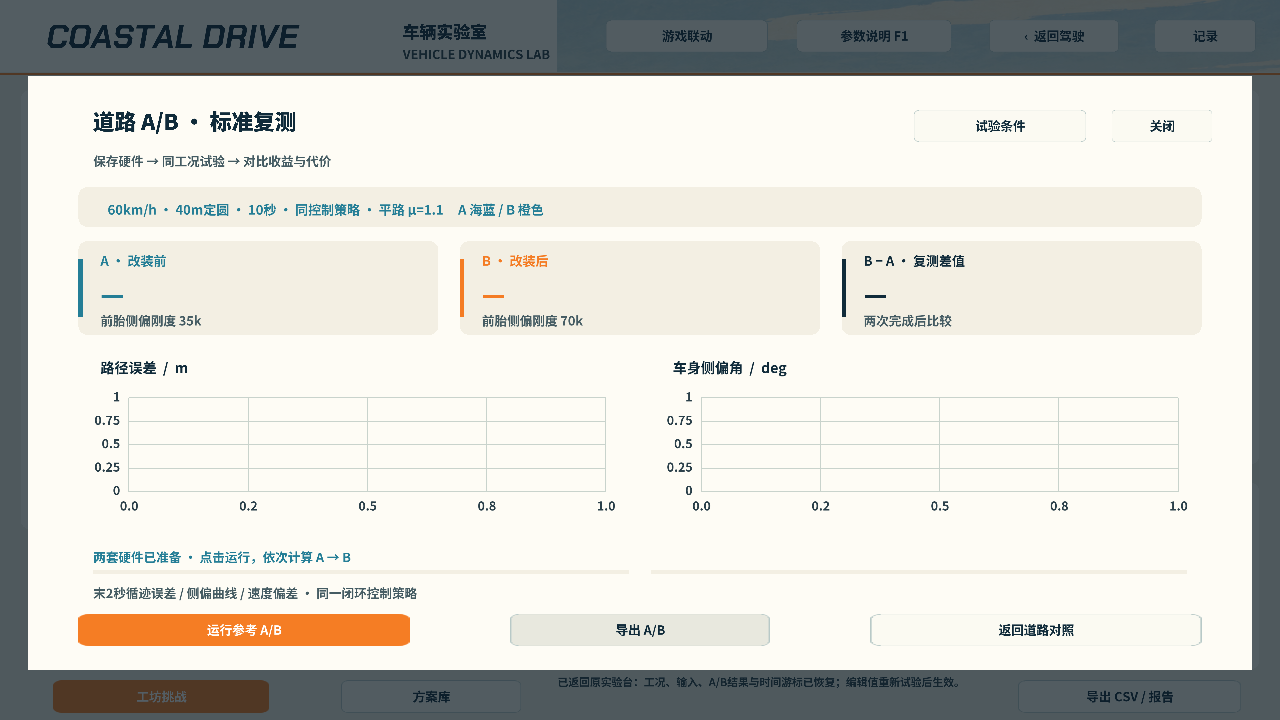 COASTAL DRIVE
车辆实验室
VEHICLE DYNAMICS LAB
游戏联动
参数说明 F1
‹ 返回驾驶
记录
道路 A/B · 标准复测
试验条件
关闭
保存硬件 → 同工况试验 → 对比收益与代价
60km/h · 40m定圆 · 10秒 · 同控制策略 · 平路 μ=1.1 A 海蓝 / B 橙色
A · 改装前
—
前胎侧偏刚度 35k
B · 改装后
—
前胎侧偏刚度 70k
B − A · 复测差值
—
两次完成后比较
路径误差 / m
1
0.75
0.5
0.25
0
0.0 0.2 0.5 0.8 1.0
车身侧偏角 / deg
1
0.75
0.5
0.25
0
0.0 0.2 0.5 0.8 1.0
两套硬件已准备 · 点击运行，依次计算 A → B
末2秒循迹误差 / 侧偏曲线 / 速度偏差 · 同一闭环控制策略
运行参考 A/B
导出 A/B
返回道路对照
工坊挑战
方案库
已返回原实验台：工况、输入、A/B结果与时间游标已恢复；编辑值重新试验后生效。
导出 CSV / 报告